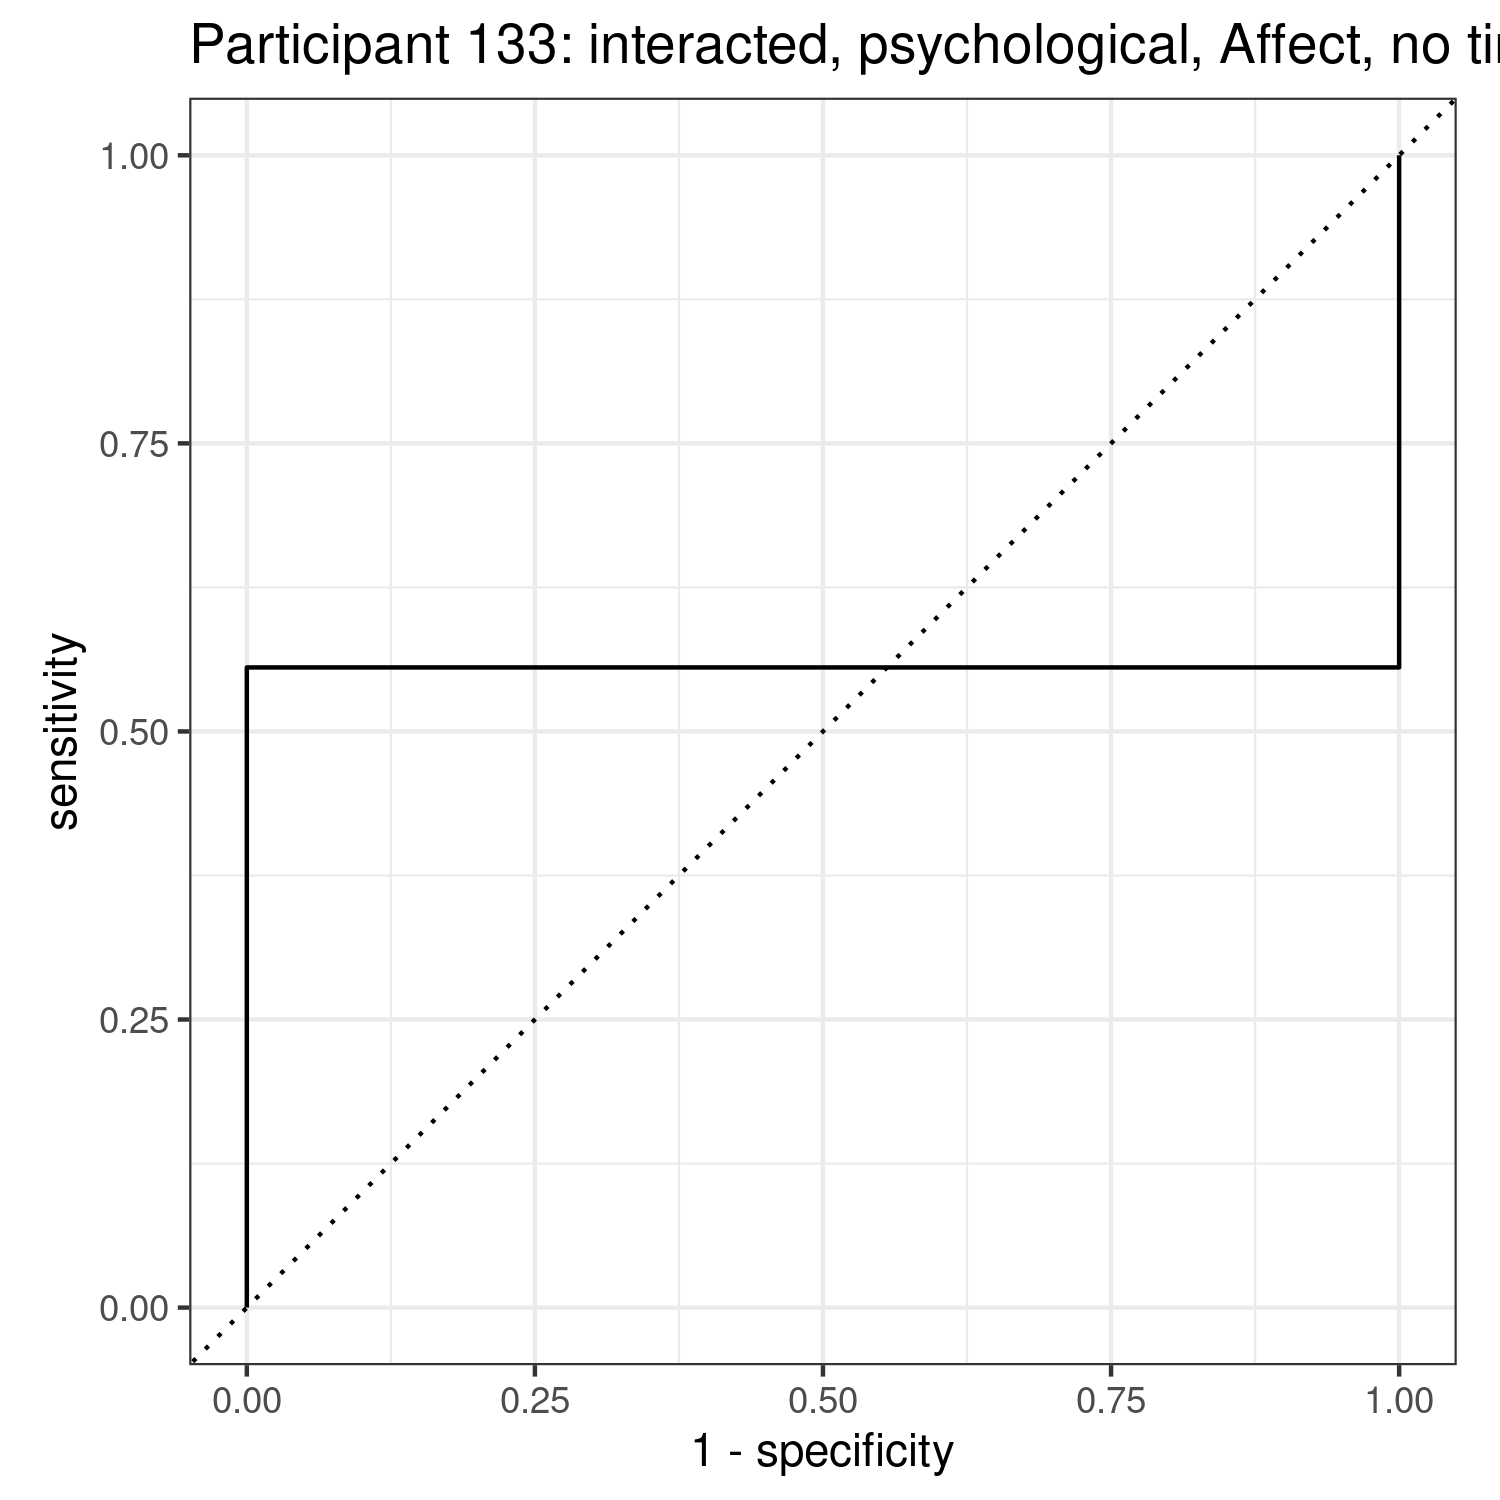 Participant 133: interacted, psychological, Affect, no
1.00
0.75
0.50
0.25
0.00
sensitivity
0.00 0.25 0.50 0.75 1.00
1 - specificity